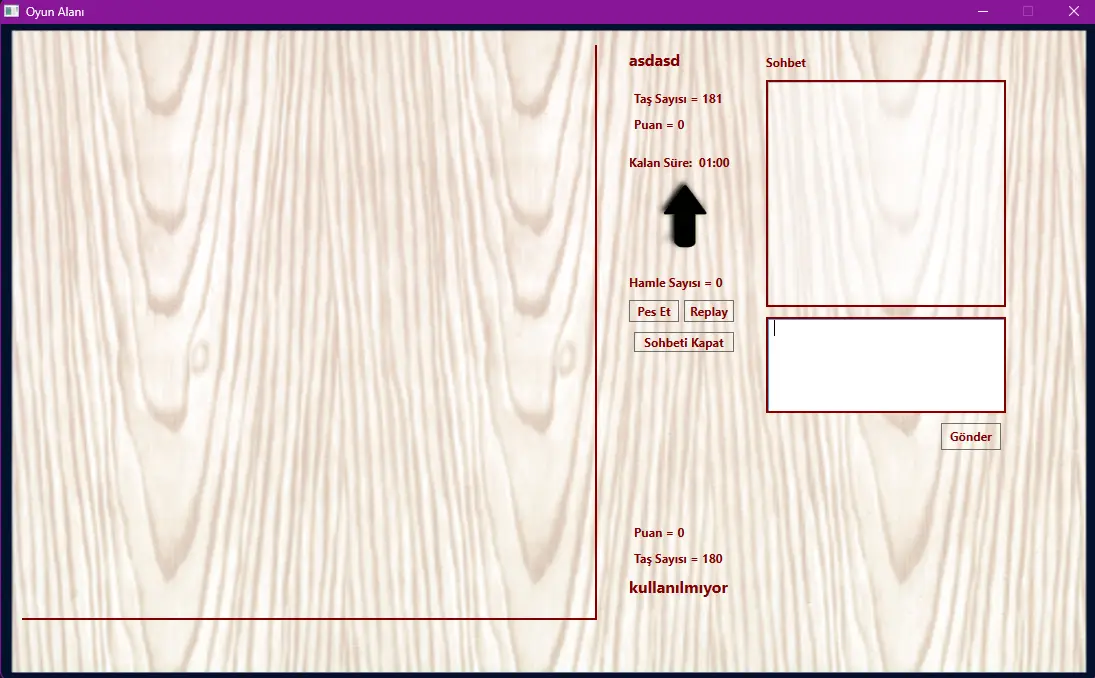 Oyun Alanı
asdasd
Taş Sayısı = 181
Puan = 0
Kalan Süre: 01:00
Hamle Sayısı = 0
Pes Et
Replay
Sohbeti Kapat
Puan = 0
Taş Sayısı = 180
kullanılmıyor
Sohbet
Gönder